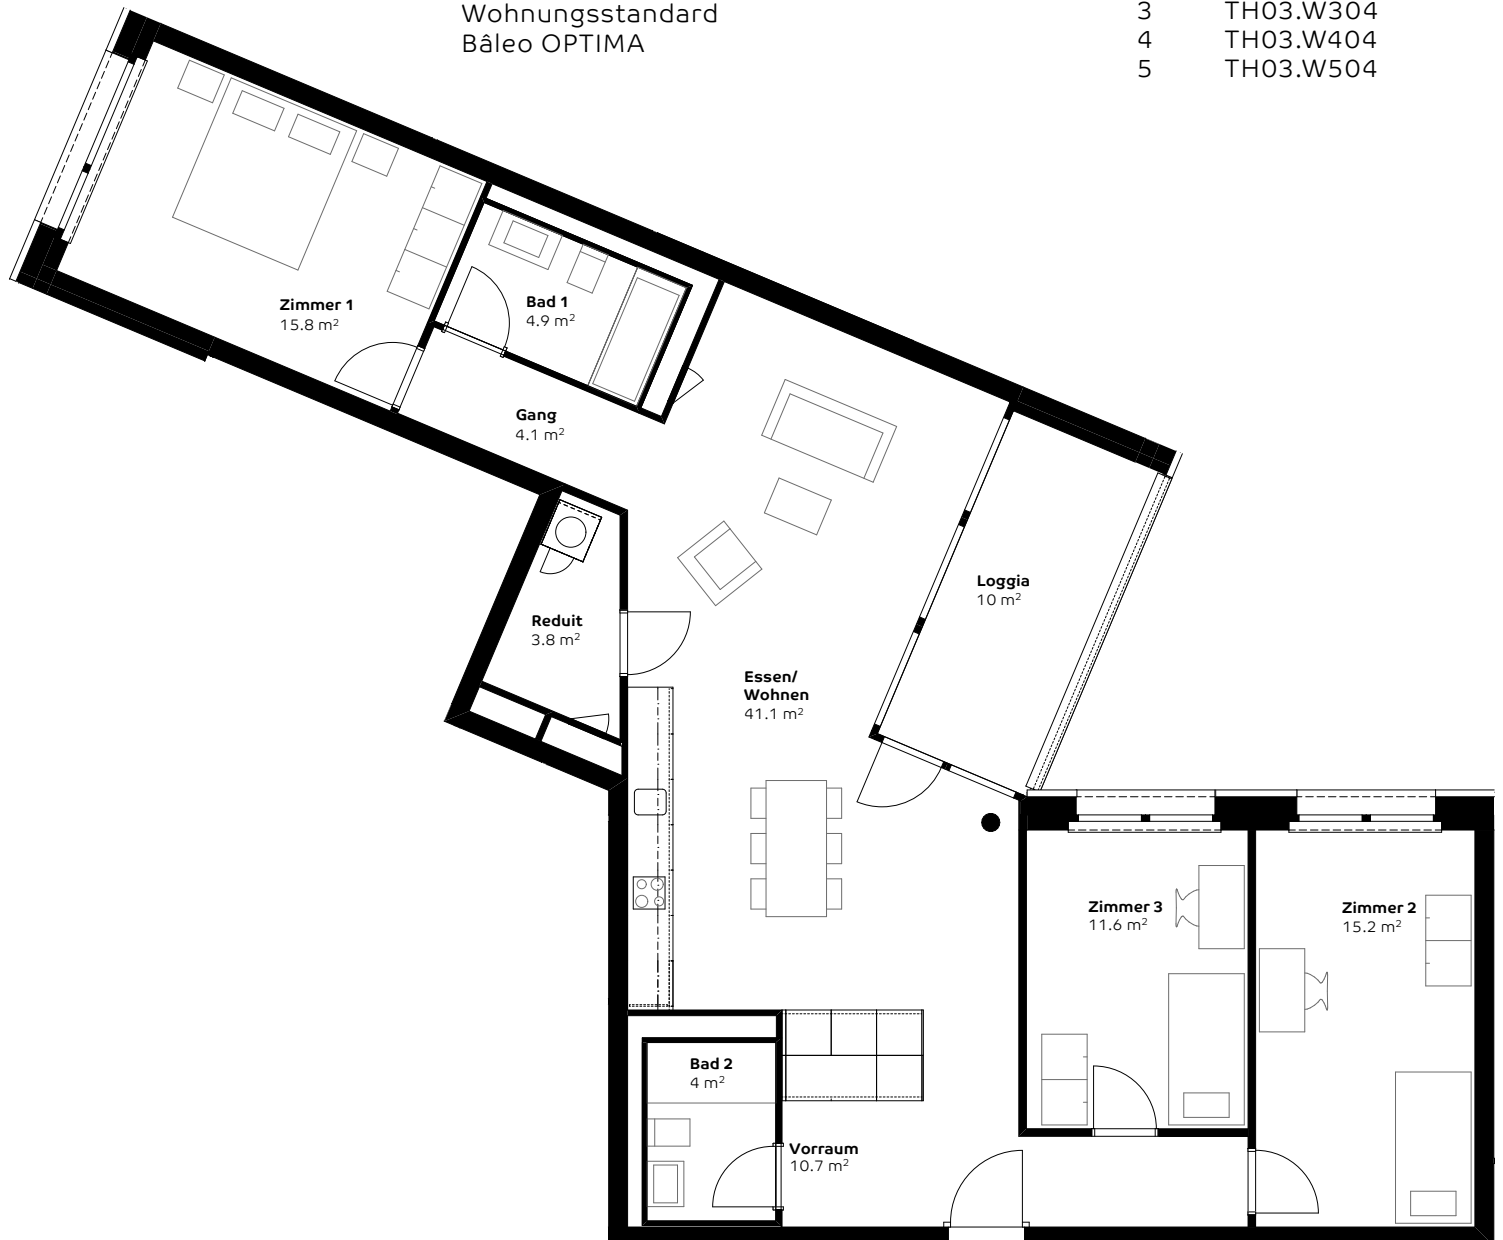 Wohnungsstandard
Bâleo OPTIMA
3 TH03.W304
4 TH03.W404
5 TH03.W504
Zimmer 1
15.8 m²
Bad 1
4.9 m²
Gang
4.1 m²
Loggia
10 m²
Reduit
3.8 m²
Essen/
Wohnen
41.1 m²
Zimmer 3
11.6 m²
Zimmer 2
15.2 m²
Bad 2
4 m²
Vorraum
10.7 m²